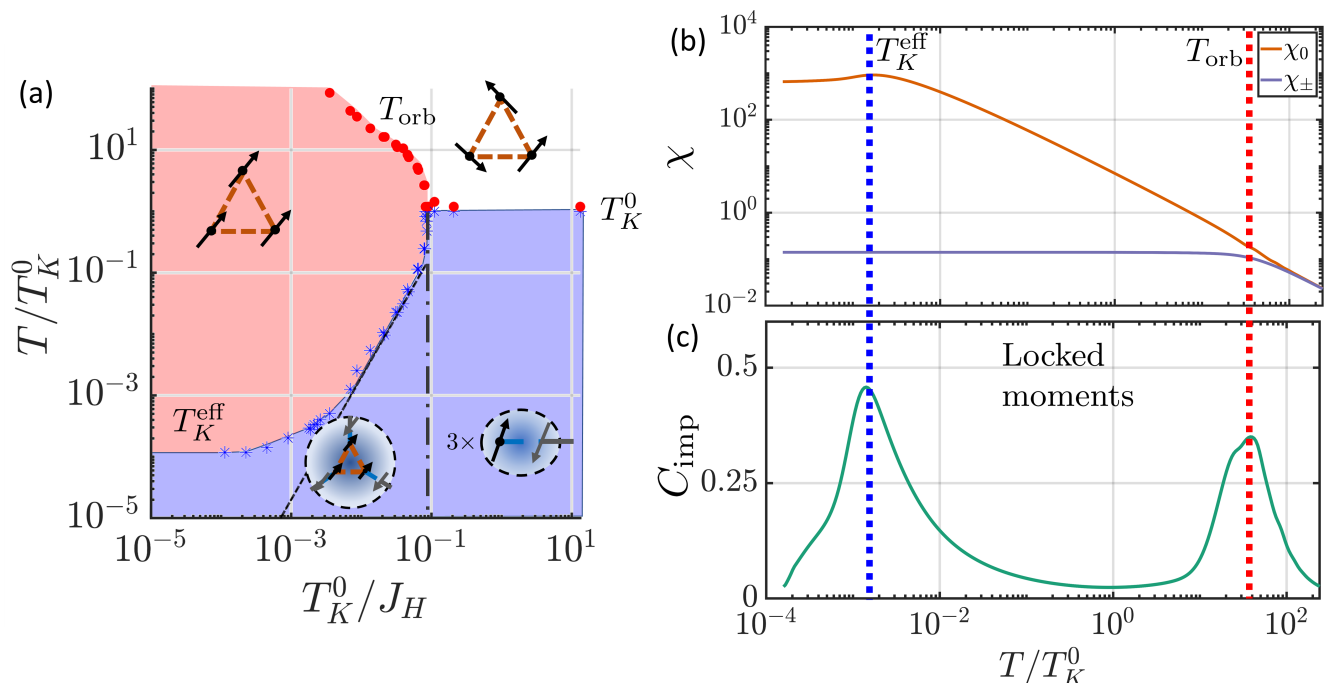 (a)
10^1
10^{-1}
10^{-3}
10^{-5}
T/T_K^0
T_orb
T_K^0
T_K^eff
3×
10^{-5}
10^{-3}
10^{-1}
10^1
T_K^0/J_H
(b)
10^4
10^2
10^0
10^{-2}
χ
T_K^eff
T_orb
χ_0
χ_±
(c)
0.5
0.25
0
C_imp
Locked
moments
10^{-4}
10^{-2}
10^0
10^2
T/T_K^0